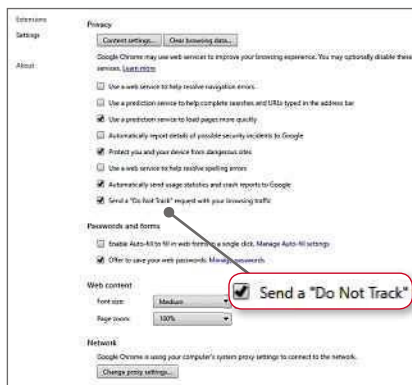 Extensions
Settings
About
Privacy
Content settings... Clear browsing data...
Google Chrome may use web services to improve your browsing experience. You may optionally disable these
services. Learn more
Use a web service to help resolve navigation errors
Use a prediction service to help complete searches and URLs typed in the address bar
Use a prediction service to load pages more quickly
Automatically report details of possible security incidents to Google
Protect you and your device from dangerous sites
Use a web service to help resolve spelling errors
Automatically send usage statistics and crash reports to Google
Send a "Do Not Track" request with your browsing traffic
Passwords and forms
Enable Auto-fill to fill in web forms in a single click. Manage Auto-fill settings
Offer to save your web passwords. Manage passwords
Web content
Font size: Medium
Page zoom: 100%
Send a "Do Not Track"
Network
Google Chrome is using your computer's system proxy settings to connect to the network.
Change proxy settings...